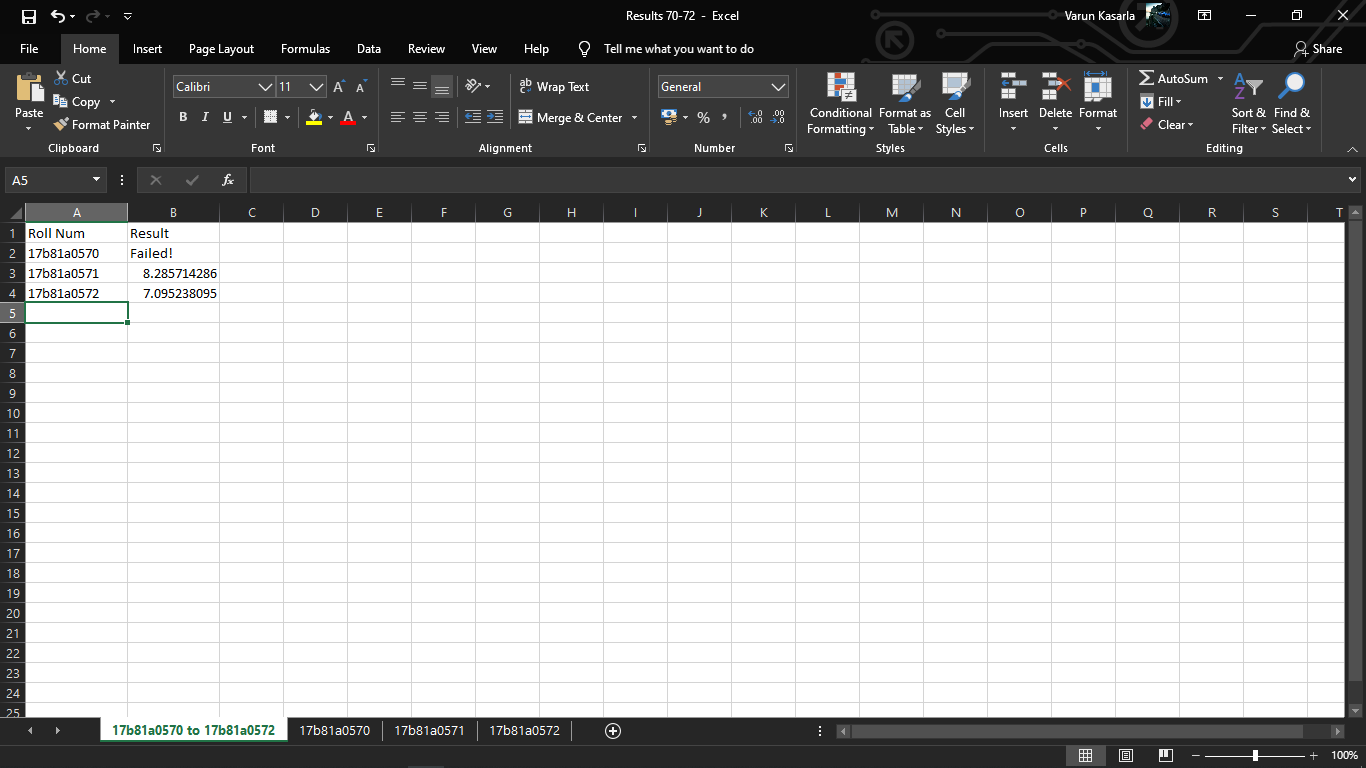 Results 70-72 - Excel
Varun Kasarla
File Home Insert Page Layout Formulas Data Review View Help Tell me what you want to do Share
Paste
Cut
Copy
Format Painter
Clipboard
Calibri 11 A A
B I U A
Font
ab Wrap Text
Merge & Center
Alignment
General
% ,
Number
Conditional Formatting
Format as Table
Cell Styles
Styles
Insert Delete Format
Cells
AutoSum
Fill
Clear
Sort & Filter
Find & Select
Editing
A5 fx
A B C D E F G H I J K L M N O P Q R S T
1 Roll Num Result
2 17b81a0570 Failed!
3 17b81a0571 8.285714286
4 17b81a0572 7.095238095
5
6
7
8
9
10
11
12
13
14
15
16
17
18
19
20
21
22
23
24
25
17b81a0570 to 17b81a0572 17b81a0570 17b81a0571 17b81a0572
100%